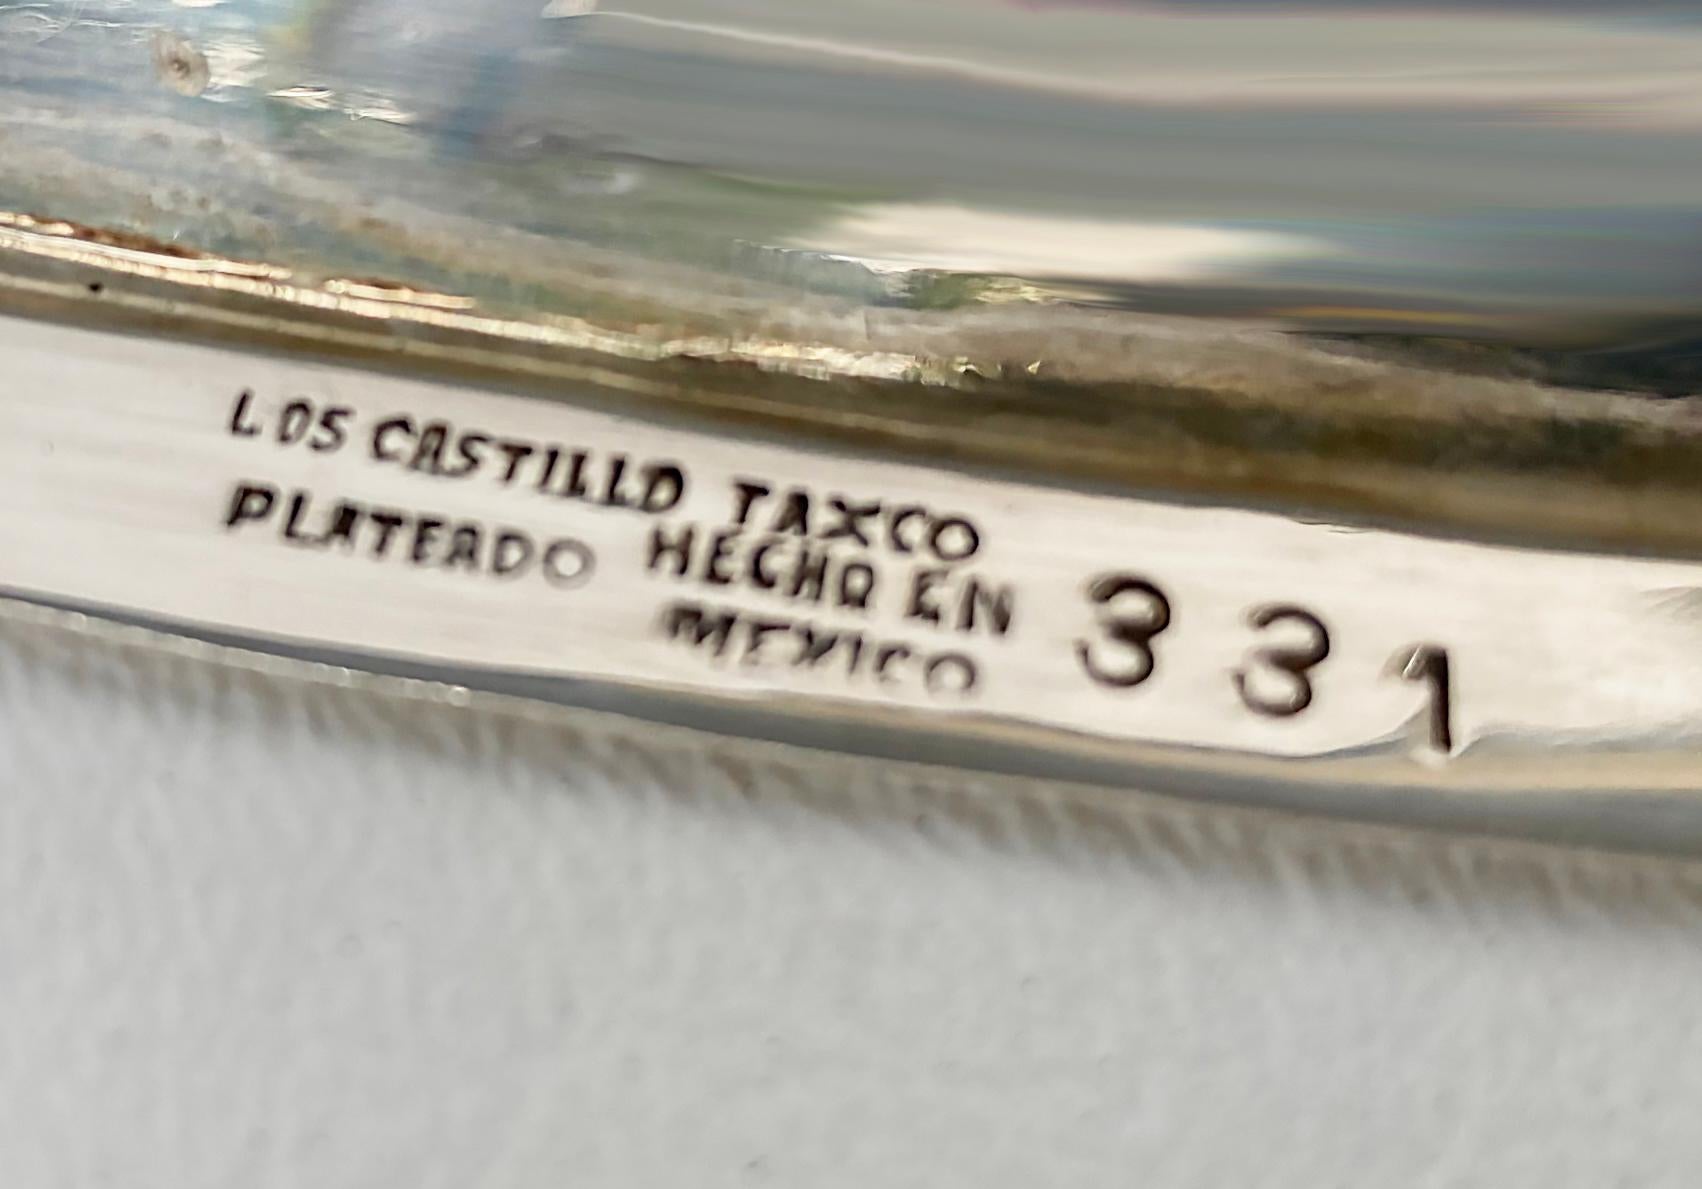 LOS CASTILLO TAXCO
PLATEADO HECHO EN
MEXICO
331